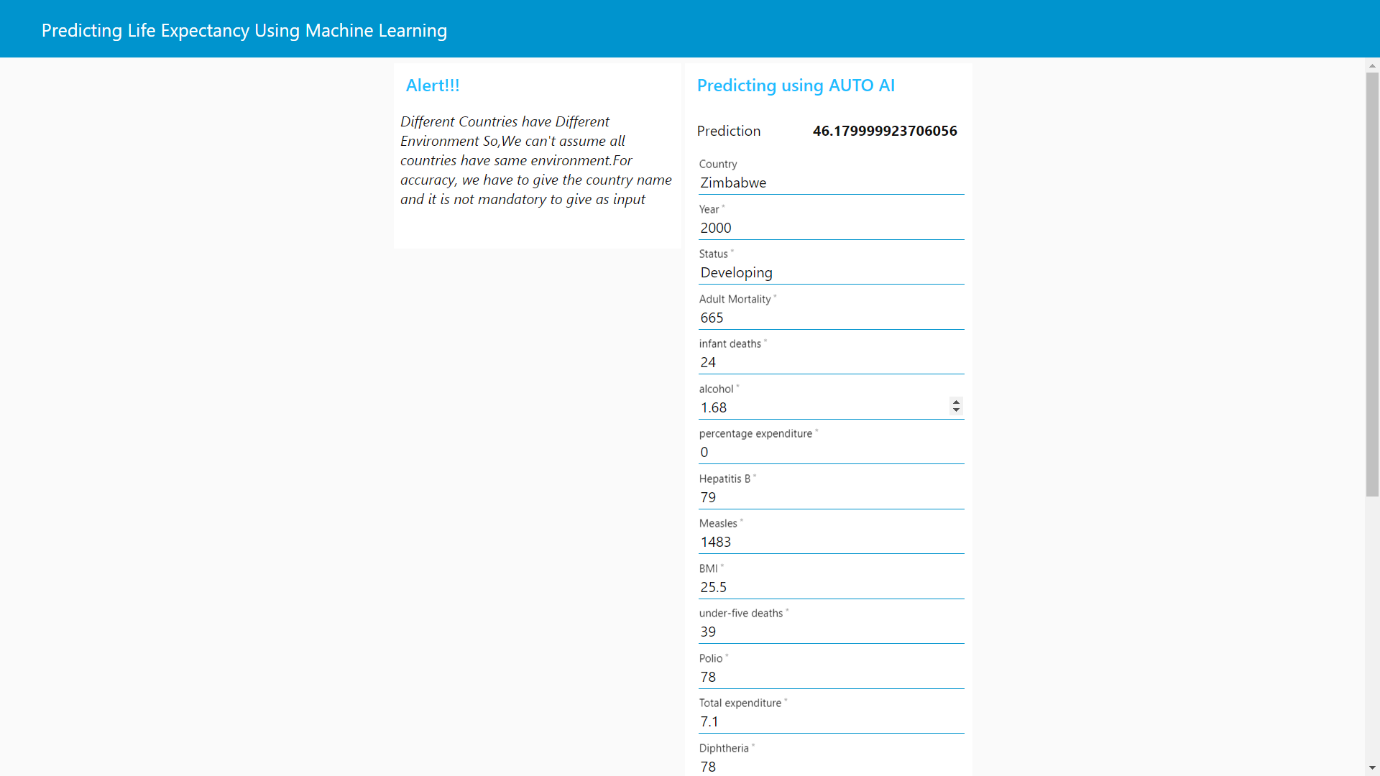 Predicting Life Expectancy Using Machine Learning
Alert!!!
Different Countries have Different
Environment So,We can't assume all
countries have same environment.For
accuracy, we have to give the country name
and it is not mandatory to give as input
Predicting using AUTO AI
Prediction 46.179999923706056
Country
Zimbabwe
Year *
2000
Status *
Developing
Adult Mortality *
665
infant deaths *
24
alcohol *
1.68
percentage expenditure *
0
Hepatitis B *
79
Measles *
1483
BMI *
25.5
under-five deaths *
39
Polio *
78
Total expenditure *
7.1
Diphtheria *
78